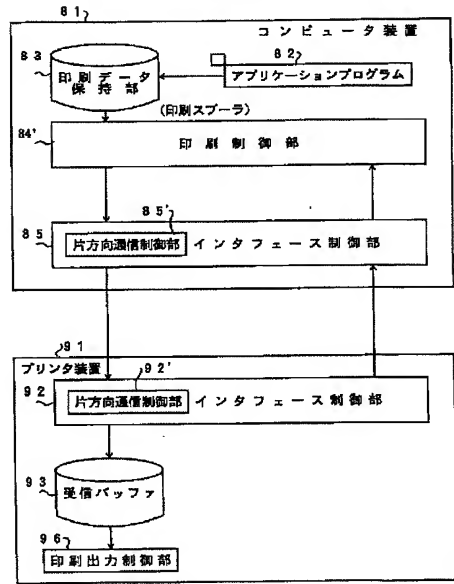 81
コンピュータ装置
83
82
印刷データ
保持部
アプリケーションプログラム
(印刷スプーラ)
84'
印刷制御部
85'
85
片方向通信制御部
インタフェース制御部
91
プリンタ装置
92'
92
片方向通信制御部
インタフェース制御部
93
受信バッファ
96
印刷出力制御部